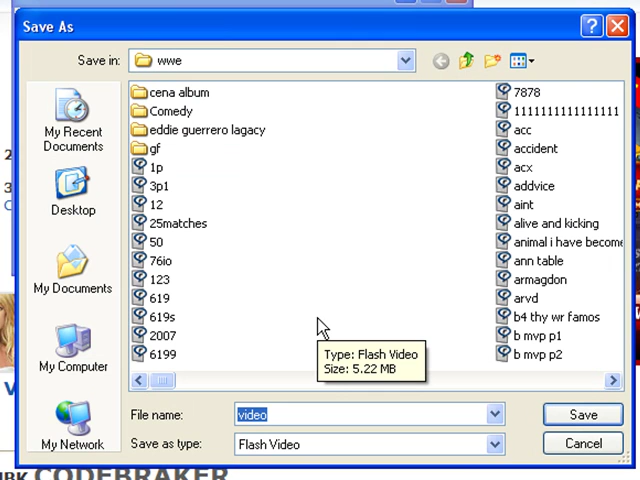 Save As
Save in:
wwe
My Recent
Documents
Desktop
My Documents
My Computer
My Network
cena album
Comedy
eddie guerrero lagacy
gf
1p
3p1
12
25matches
50
76io
123
619
619s
2007
6199
7878
1111111111111111
acc
accident
acx
addvice
aint
alive and kicking
animal i have become
ann table
armagdon
arvd
b4 thy wr famos
b mvp p1
b mvp p2
Type: Flash Video
Size: 5.22 MB
File name:
video
Save
Save as type:
Flash Video
Cancel
CODEBRAKER